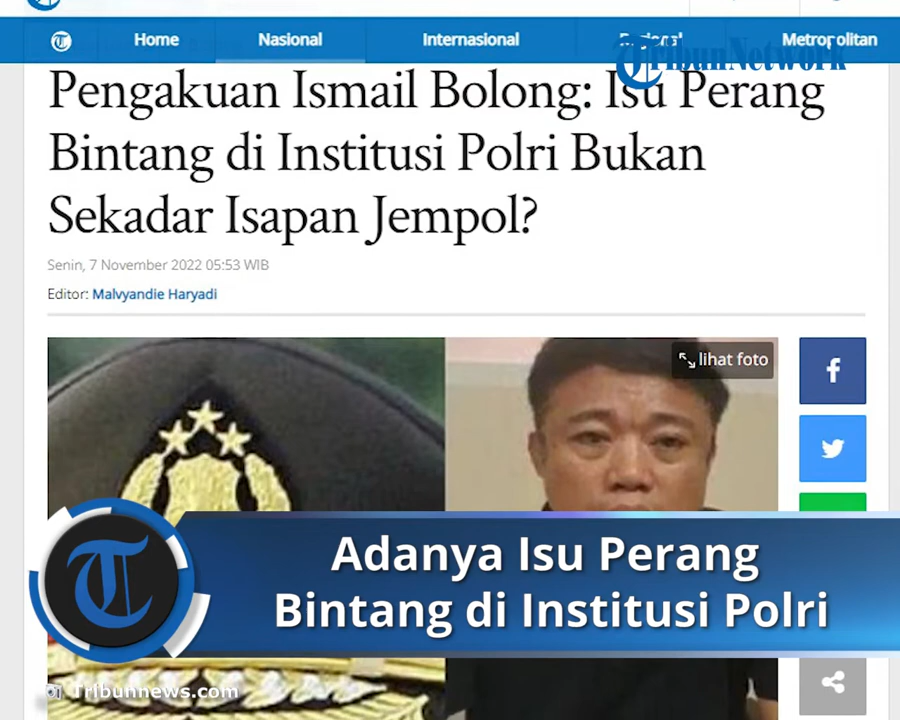 Home Nasional Internasional Regional Metropolitan
TribunNetwork
Pengakuan Ismail Bolong: Isu Perang
Bintang di Institusi Polri Bukan
Sekadar Isapan Jempol?
Senin, 7 November 2022 05:53 WIB
Editor: Malvyandie Haryadi
lihat foto
Adanya Isu Perang
Bintang di Institusi Polri
Tribunnews.com